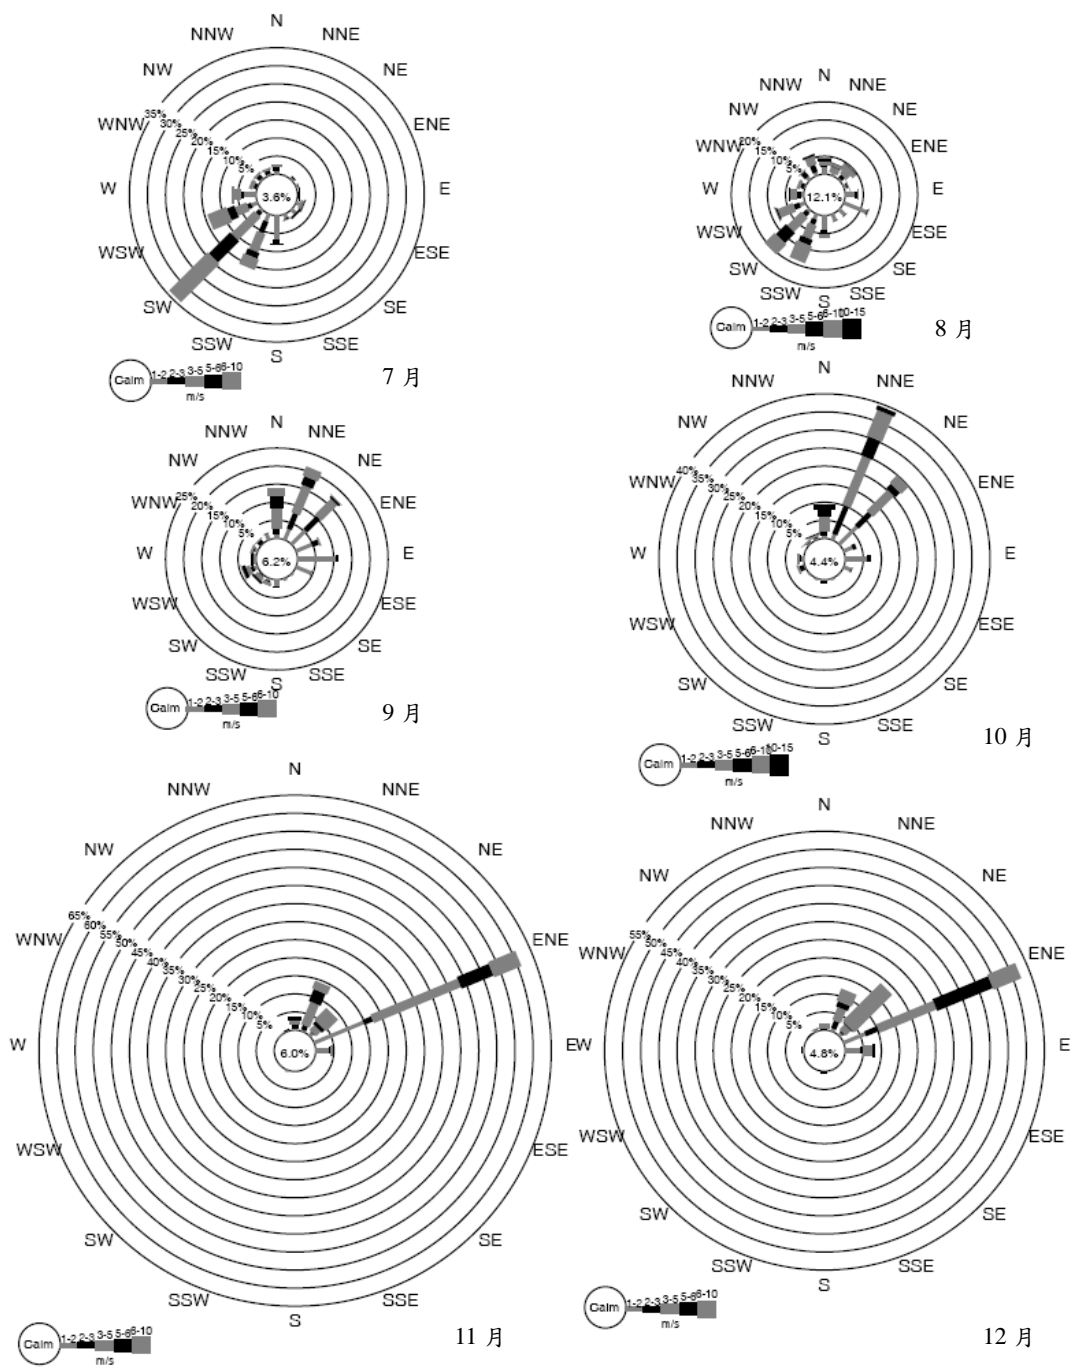 N
NNW NNE
NW NE
WNW ENE
35%
30%
25%
20%
15%
10%
5%
W 3.6% E
WSW ESE
SW SE
SSW SSE
S
Calm 1-2 2-3 3-5 5-6 6-10
m/s
7 月
N
NNW NNE
NW NE
WNW ENE
20%
15%
10%
5%
W 12.1% E
WSW ESE
SW SE
SSW SSE
S
Calm 1-2 2-3 3-5 5-6 6-10 10-15
m/s
8 月
N
NNW NNE
NW NE
WNW ENE
25%
20%
15%
10%
5%
W 6.2% E
WSW ESE
SW SE
SSW SSE
S
Calm 1-2 2-3 3-5 5-6 6-10
m/s
9 月
N
NNW NNE
NW NE
WNW ENE
40%
35%
30%
25%
20%
15%
10%
5%
W 4.4% E
WSW ESE
SW SE
SSW SSE
S
Calm 1-2 2-3 3-5 5-6 6-10 10-15
m/s
10 月
N
NNW NNE
NW NE
WNW ENE
65%
60%
55%
50%
45%
40%
35%
30%
25%
20%
15%
10%
5%
W 6.0% E
WSW ESE
SW SE
SSW SSE
S
Calm 1-2 2-3 3-5 5-6 6-10
m/s
11 月
N
NNW NNE
NW NE
WNW ENE
55%
50%
45%
40%
35%
30%
25%
20%
15%
10%
5%
W 4.8% E
WSW ESE
SW SE
SSW SSE
S
Calm 1-2 2-3 3-5 5-6 6-10
m/s
12 月